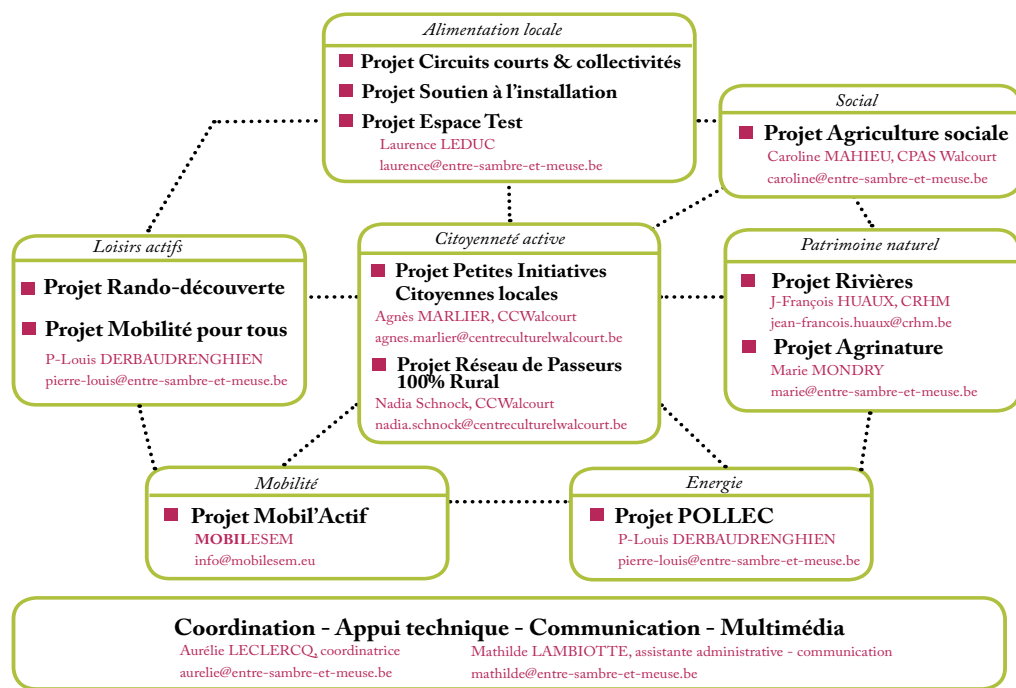 Alimentation locale
Projet Circuits courts & collectivités
Projet Soutien à l'installation
Projet Espace Test
Laurence LEDUC
laurence@entre-sambre-et-meuse.be
Social
Projet Agriculture sociale
Caroline MAHIEU, CPAS Walcourt
caroline@entre-sambre-et-meuse.be
Loisirs actifs
Projet Rando-découverte
Projet Mobilité pour tous
P-Louis DERBAUDRENGHIEN
pierre-louis@entre-sambre-et-meuse.be
Citoyenneté active
Projet Petites Initiatives
Citoyennes locales
Agnès MARLIER, CCWalcourt
agnes.marlier@centreculturelwalcourt.be
Projet Réseau de Passeurs
100% Rural
Nadia Schnock, CCWalcourt
nadia.schnock@centreculturelwalcourt.be
Patrimoine naturel
Projet Rivières
J-François HUAUX, CRHM
jean-francois.huaux@crhm.be
Projet Agrinature
Marie MONDRY
marie@entre-sambre-et-meuse.be
Mobilité
Projet Mobil'Actif
MOBILESEM
info@mobilesem.eu
Energie
Projet POLLEC
P-Louis DERBAUDRENGHIEN
pierre-louis@entre-sambre-et-meuse.be
Coordination - Appui technique - Communication - Multimédia
Aurélie LECLERCQ, coordinatrice
aurelie@entre-sambre-et-meuse.be
Mathilde LAMBIOTTE, assistante administrative - communication
mathilde@entre-sambre-et-meuse.be